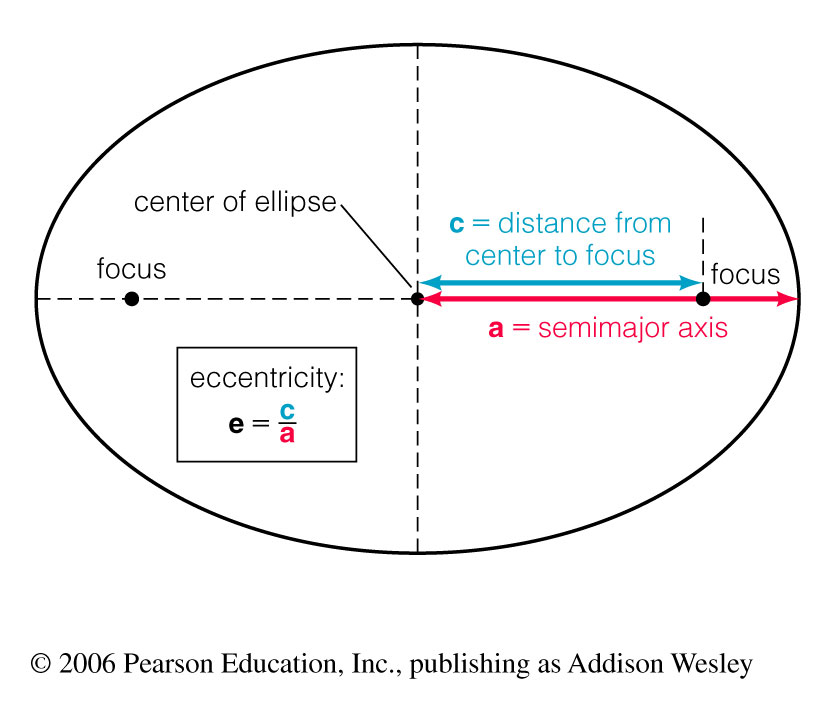 center of ellipse
c = distance from
center to focus
focus
focus
a = semimajor axis
eccentricity:
e = c/a
© 2006 Pearson Education, Inc., publishing as Addison Wesley